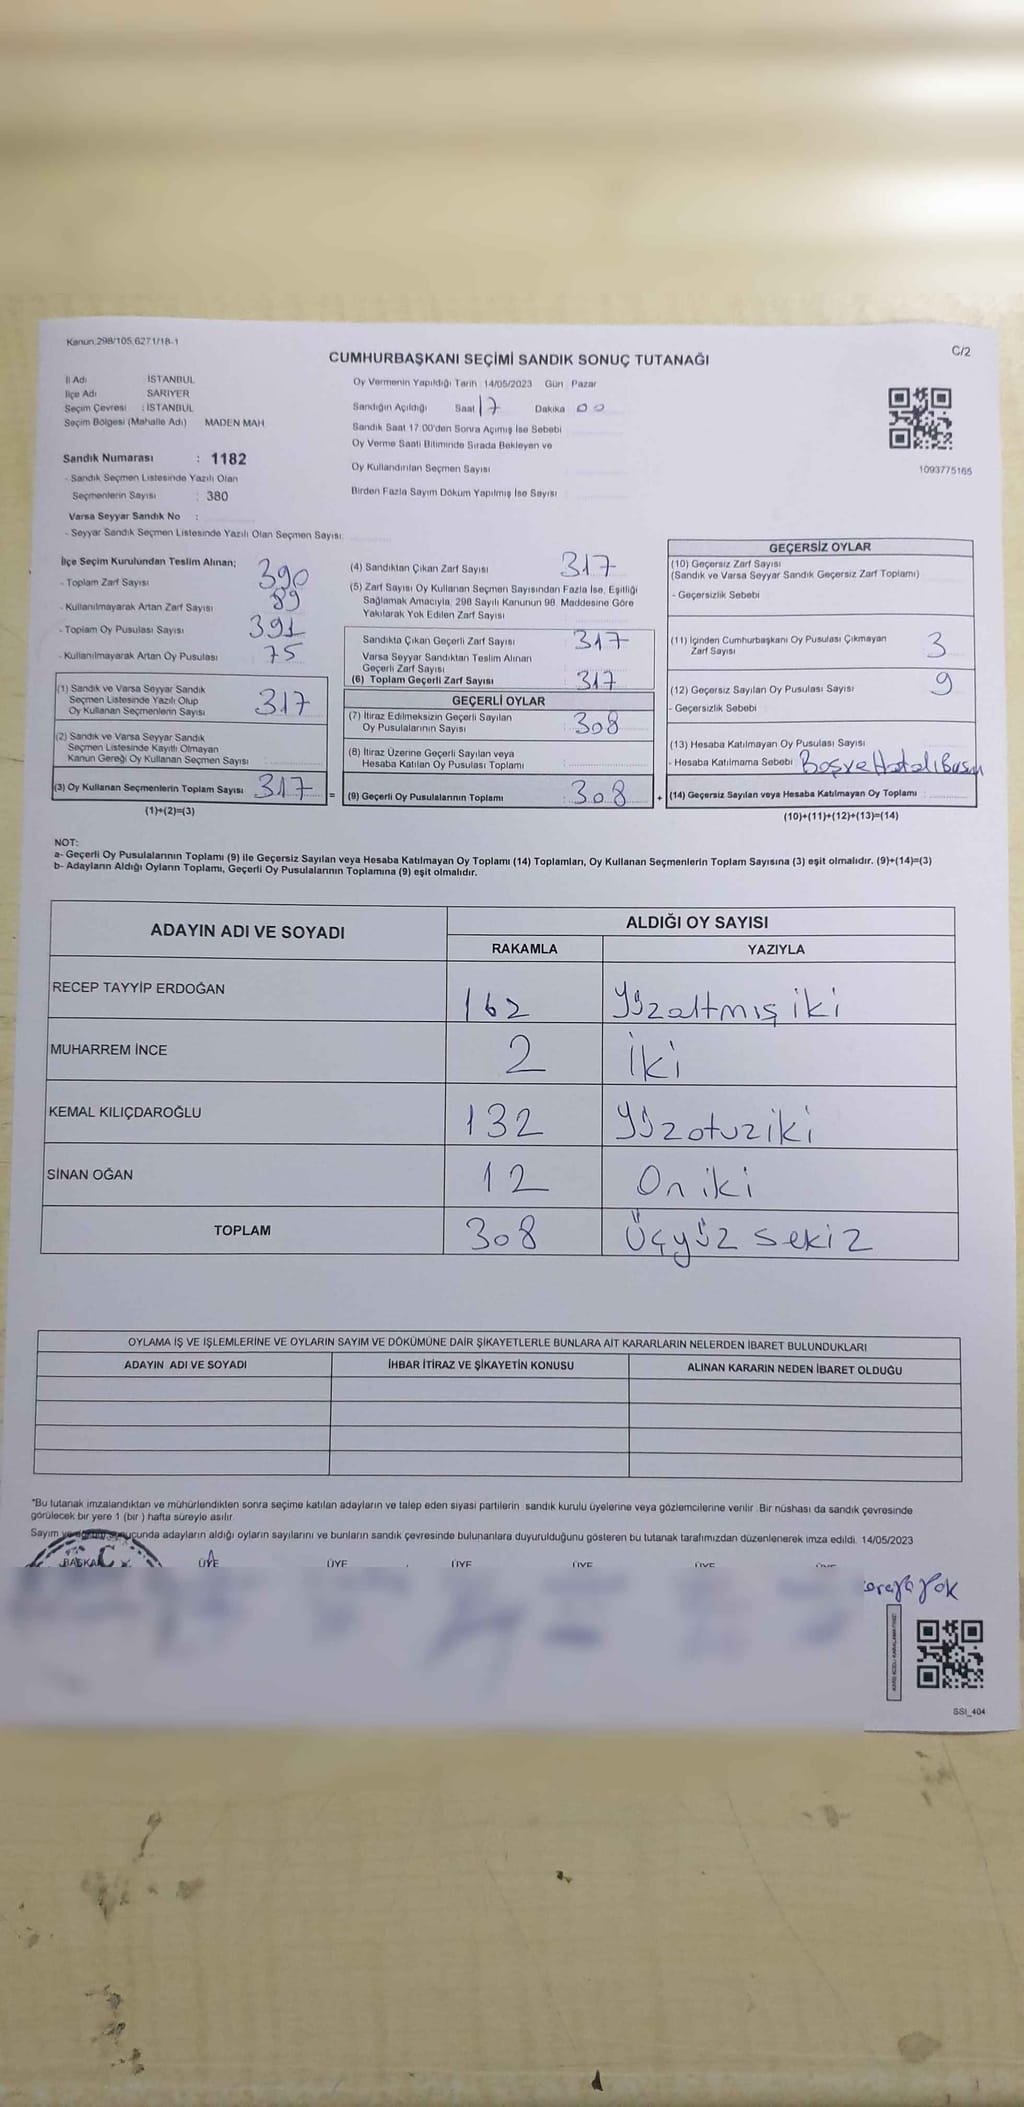 Kanun 298/105,6271/18-1
C/2
CUMHURBAŞKANI SEÇİMİ SANDIK SONUÇ TUTANAĞI
İl Adı İSTANBUL
İlçe Adı SARIYER
Seçim Çevresi : İSTANBUL
Seçim Bölgesi (Mahalle Adı) MADEN MAH
Sandık Numarası : 1182
- Sandık Seçmen Listesinde Yazılı Olan
Seçmenlerin Sayısı : 380
Varsa Seyyar Sandık No :
- Seyyar Sandık Seçmen Listesinde Yazılı Olan Seçmen Sayısı:
Oy Vermenin Yapıldığı Tarih 14/05/2023 Gün Pazar
Sandığın Açıldığı Saat 17 Dakika 00
Sandık Saat 17:00'den Sonra Açımış İse Sebebi
Oy Verme Saati Bitiminde Sırada Bekleyen ve
Oy Kullandırılan Seçmen Sayısı
Birden Fazla Sayım Döküm Yapılmış İse Sayısı
1093775165
İlçe Seçim Kurulundan Teslim Alınan;
- Toplam Zarf Sayısı 390
- Kullanılmayarak Artan Zarf Sayısı 89
- Toplam Oy Pusulası Sayısı 391
- Kullanılmayarak Artan Oy Pusulası 75
(1) Sandık ve Varsa Seyyar Sandık
Seçmen Listesinde Yazılı Olup
Oy Kullanan Seçmenlerin Sayısı 317
(2) Sandık ve Varsa Seyyar Sandık
Seçmen Listesinde Kayıtlı Olmayan
Kanun Gereği Oy Kullanan Seçmen Sayısı
(3) Oy Kullanan Seçmenlerin Toplam Sayısı 317 =
(1)+(2)=(3)
(4) Sandıktan Çıkan Zarf Sayısı 317
(5) Zarf Sayısı Oy Kullanan Seçmen Sayısından Fazla İse, Eşitliği
Sağlamak Amacıyla, 298 Sayılı Kanunun 98. Maddesine Göre
Yakılarak Yok Edilen Zarf Sayısı
Sandıkta Çıkan Geçerli Zarf Sayısı 317
Varsa Seyyar Sandıktan Teslim Alınan
Geçerli Zarf Sayısı
(6) Toplam Geçerli Zarf Sayısı 317
GEÇERLİ OYLAR
(7) İtiraz Edilmeksizin Geçerli Sayılan
Oy Pusulalarının Sayısı 308
(8) İtiraz Üzerine Geçerli Sayılan veya
Hesaba Katılan Oy Pusulası Toplamı
(9) Geçerli Oy Pusulalarının Toplamı 308 +
GEÇERSİZ OYLAR
(10) Geçersiz Zarf Sayısı
(Sandık ve Varsa Seyyar Sandık Geçersiz Zarf Toplamı)
- Geçersizlik Sebebi
(11) İçinden Cumhurbaşkanı Oy Pusulası Çıkmayan
Zarf Sayısı 3
(12) Geçersiz Sayılan Oy Pusulası Sayısı 9
- Geçersizlik Sebebi
(13) Hesaba Katılmayan Oy Pusulası Sayısı
- Hesaba Katılmama Sebebi Boş ve Hatalı Basım
(14) Geçersiz Sayılan veya Hesaba Katılmayan Oy Toplamı
(10)+(11)+(12)+(13)=(14)
NOT:
a- Geçerli Oy Pusulalarının Toplamı (9) ile Geçersiz Sayılan veya Hesaba Katılmayan Oy Toplamı (14) Toplamları, Oy Kullanan Seçmenlerin Toplam Sayısına (3) eşit olmalıdır. (9)+(14)=(3)
b- Adayların Aldığı Oyların Toplamı, Geçerli Oy Pusulalarının Toplamına (9) eşit olmalıdır.
ADAYIN ADI VE SOYADI ALDIĞI OY SAYISI
RAKAMLA YAZIYLA
RECEP TAYYİP ERDOĞAN 162 Yüzaltmış iki
MUHARREM İNCE 2 İki
KEMAL KILIÇDAROĞLU 132 Yüzotuziki
SİNAN OĞAN 12 On iki
TOPLAM 308 Üçyüz sekiz
OYLAMA İŞ VE İŞLEMLERİNE VE OYLARIN SAYIM VE DÖKÜMÜNE DAİR ŞİKAYETLERLE BUNLARA AİT KARARLARIN NELERDEN İBARET BULUNDUKLARI
ADAYIN ADI VE SOYADI İHBAR İTİRAZ VE ŞİKAYETİN KONUSU ALINAN KARARIN NEDEN İBARET OLDUĞU
*Bu tutanak imzalandıktan ve mühürlendikten sonra seçime katılan adayların ve talep eden siyasi partilerin sandık kurulu üyelerine veya gözlemcilerine verilir. Bir nüshası da sandık çevresinde
görülecek bir yere 1 (bir) hafta süreyle asılır.
adayların aldığı oyların sayılarını ve bunların sandık çevresinde bulunanlara duyurulduğunu gösteren bu tutanak tarafımızdan düzenlenerek imza edildi. 14/05/2023
BAŞKAN ÜYE ÜYE ÜYE ÜYE ÜYE
yok
SSI_404